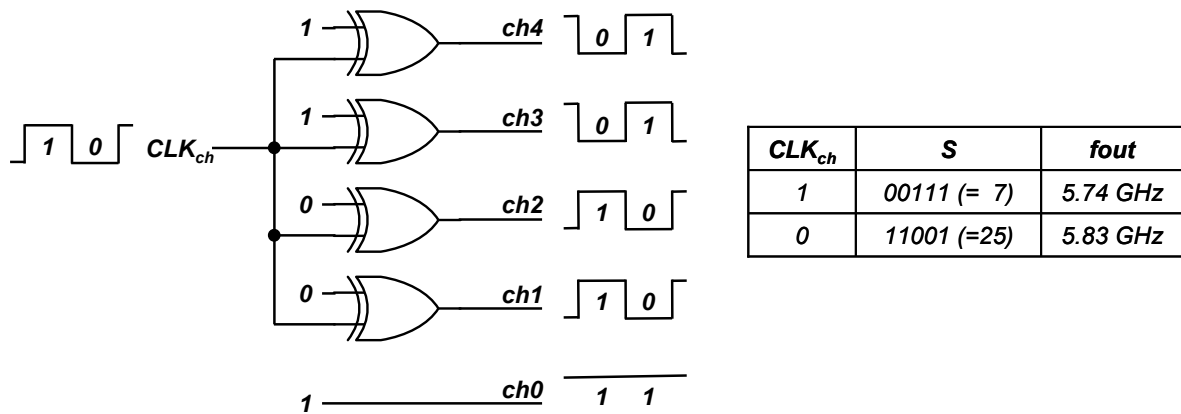 1 ch4 0 1
1 ch3 0 1
1 0 CLKch
0 ch2 1 0
0 ch1 1 0
1 ch0 1 1
CLKch S fout
1 00111 (= 7) 5.74 GHz
0 11001 (=25) 5.83 GHz